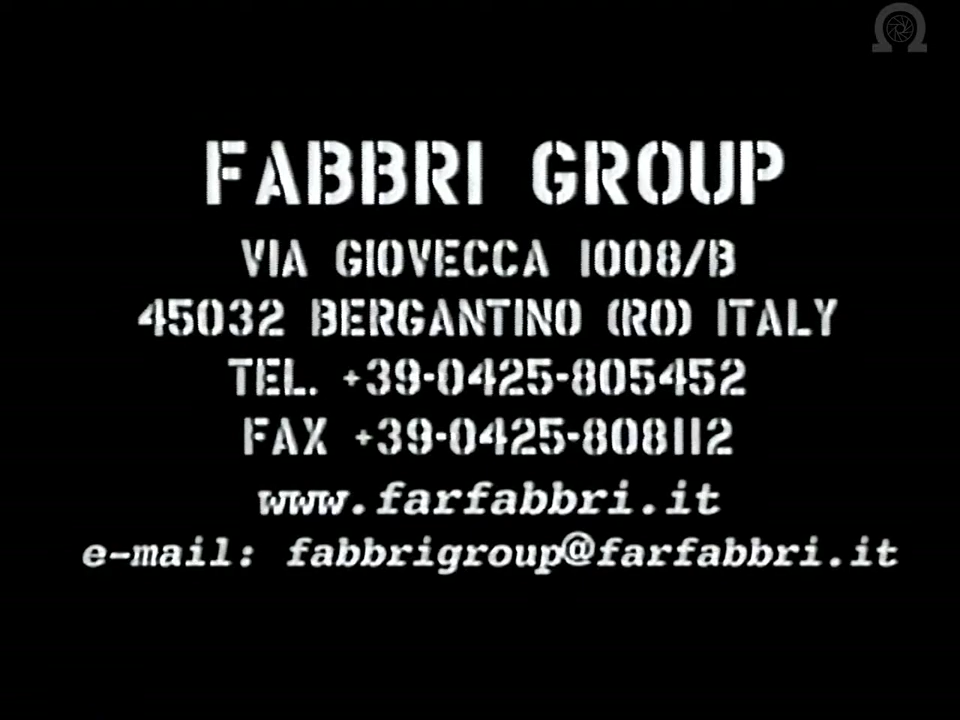 FABBRI GROUP
VIA GIOVECCA 1008/B
45032 BERGANTINO (RO) ITALY
TEL. +39-0425-805452
FAX +39-0425-808112
www.farfabbri.it
e-mail: fabbrigroup@farfabbri.it